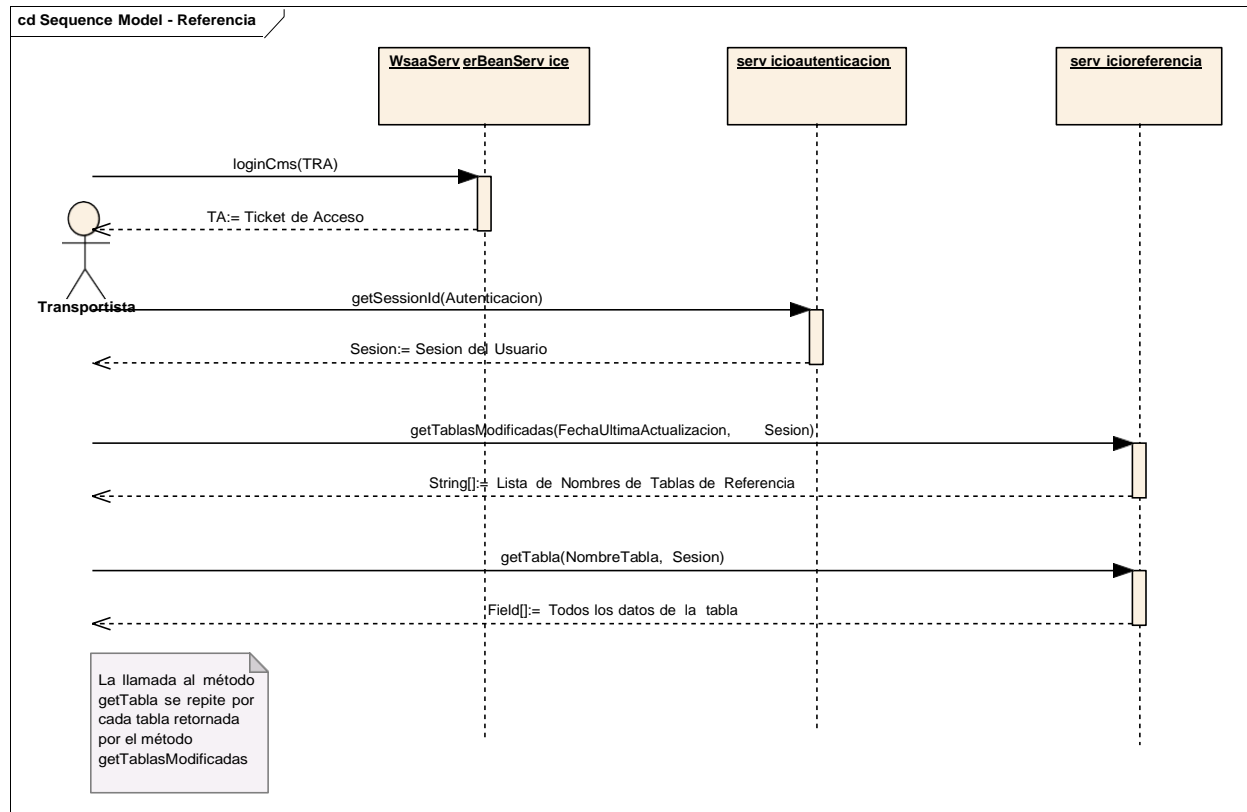 cd Sequence Model - Referencia
WsaaServ erBeanServ ice
serv icioautenticacion
serv icioreferencia
loginCms(TRA)
TA:= Ticket de Acceso
Transportista
getSessionId(Autenticacion)
Sesion:= Sesion del Usuario
getTablasModificadas(FechaUltimaActualizacion, Sesion)
String[]:= Lista de Nombres de Tablas de Referencia
getTabla(NombreTabla, Sesion)
Field[]:= Todos los datos de la tabla
La llamada al método
getTabla se repite por
cada tabla retornada
por el método
getTablasModificadas